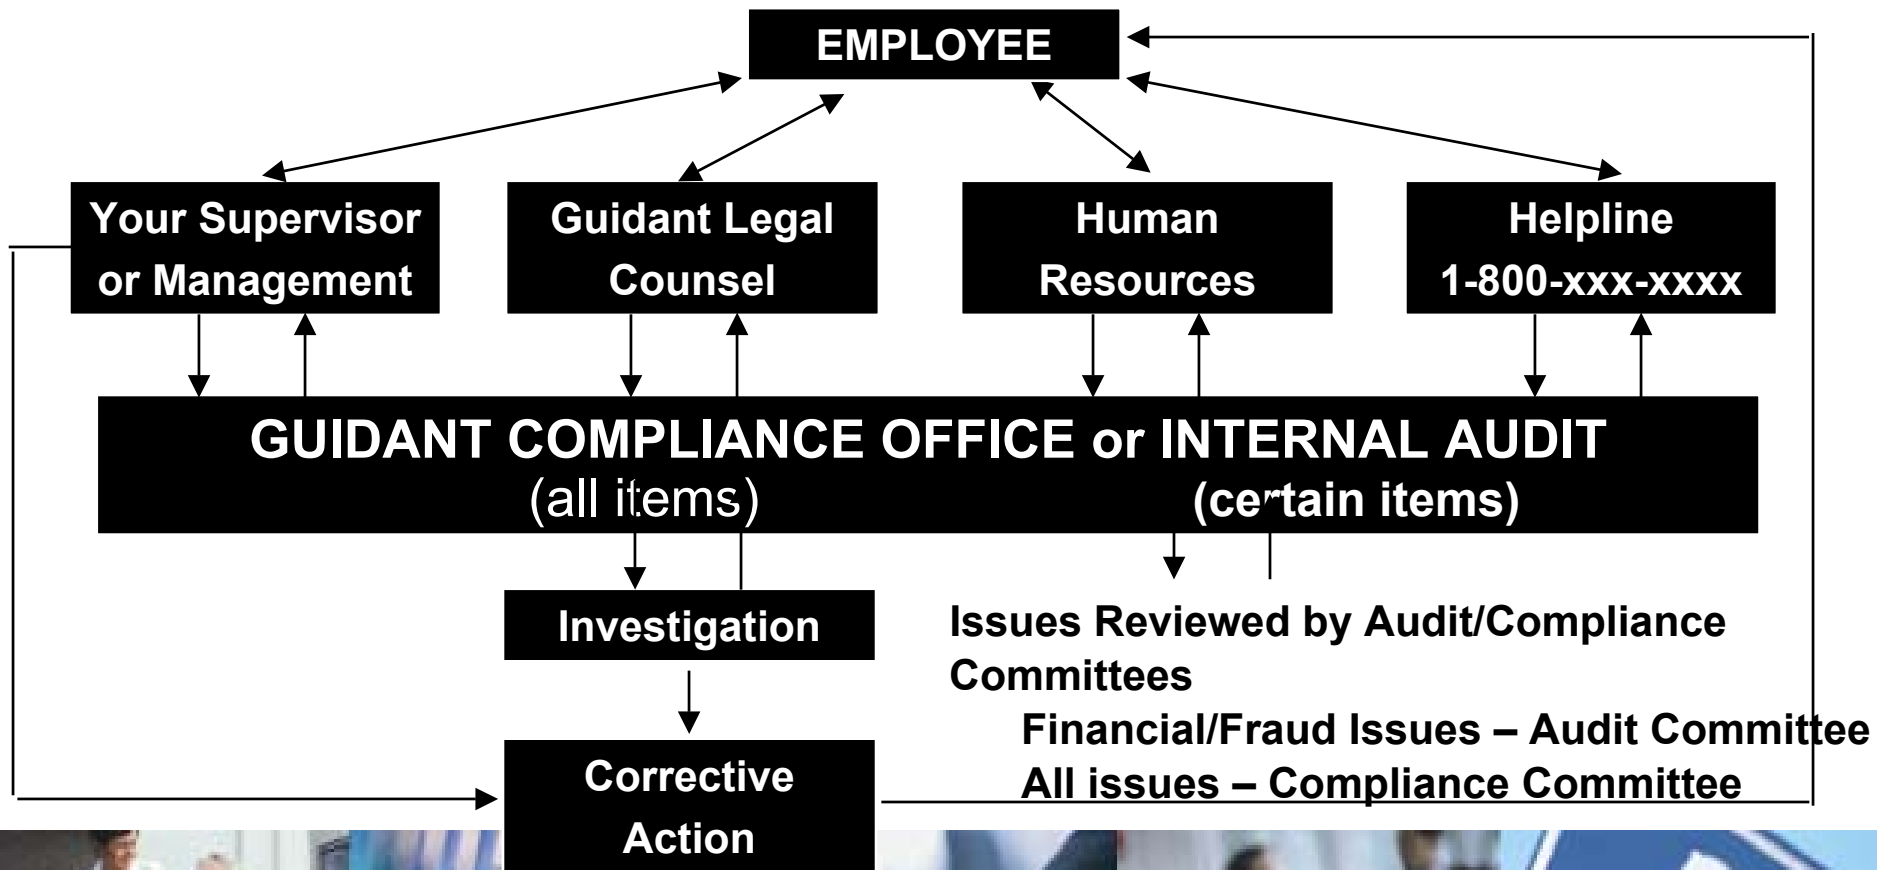 EMPLOYEE
Your Supervisor
or Management
Guidant Legal
Counsel
Human
Resources
Helpline
1-800-xxx-xxxx
GUIDANT COMPLIANCE OFFICE or INTERNAL AUDIT
(all items) (certain items)
Investigation
Issues Reviewed by Audit/Compliance
Committees
Financial/Fraud Issues – Audit Committee
All issues – Compliance Committee
Corrective
Action